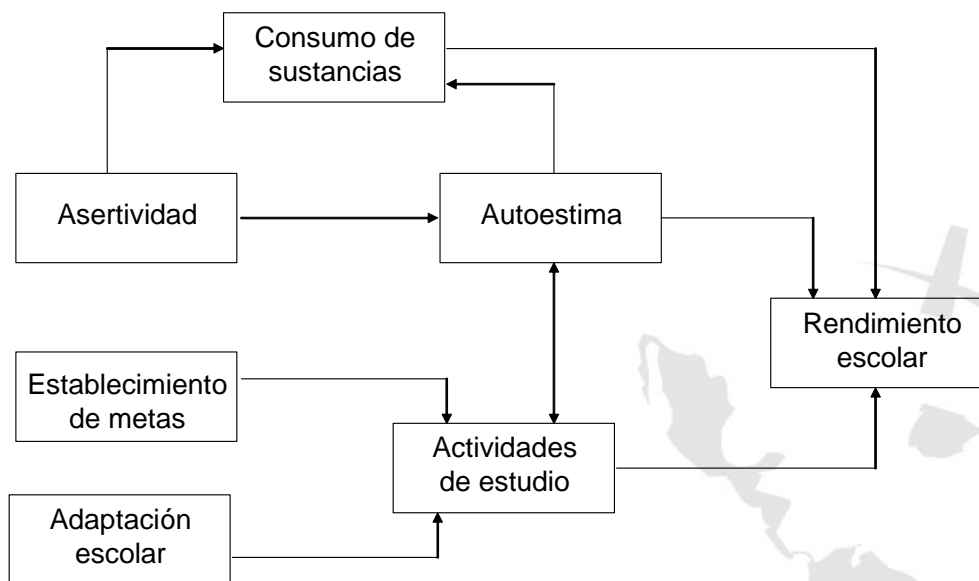 Consumo de
sustancias
Asertividad
Autoestima
Rendimiento
escolar
Establecimiento
de metas
Actividades
de estudio
Adaptación
escolar